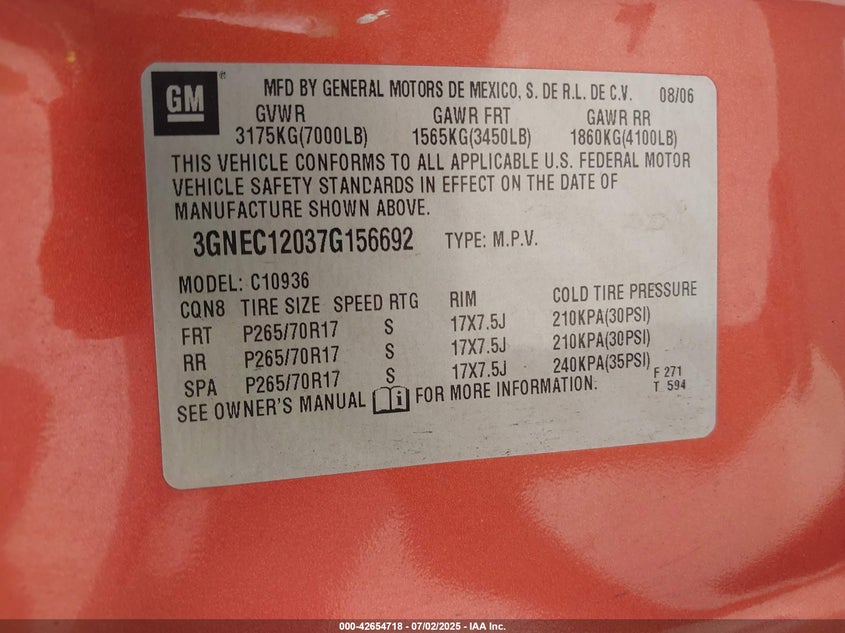 GM ® MFD BY GENERAL MOTORS DE MEXICO, S. DE R.L. DE C.V. 08/06
GVWR GAWR FRT GAWR RR
3175KG(7000LB) 1565KG(3450LB) 1860KG(4100LB)
THIS VEHICLE CONFORMS TO ALL APPLICABLE U.S. FEDERAL MOTOR
VEHICLE SAFETY STANDARDS IN EFFECT ON THE DATE OF
MANUFACTURE SHOWN ABOVE.
3GNEC12037G156692 TYPE: M.P.V.
MODEL: C10936
CQN8 TIRE SIZE SPEED RTG RIM COLD TIRE PRESSURE
FRT P265/70R17 S 17X7.5J 210KPA(30PSI)
RR P265/70R17 S 17X7.5J 210KPA(30PSI)
SPA P265/70R17 S 17X7.5J 240KPA(35PSI)
SEE OWNER'S MANUAL i FOR MORE INFORMATION. F 271
T 594
000-42654718 - 07/02/2025 - IAA Inc.